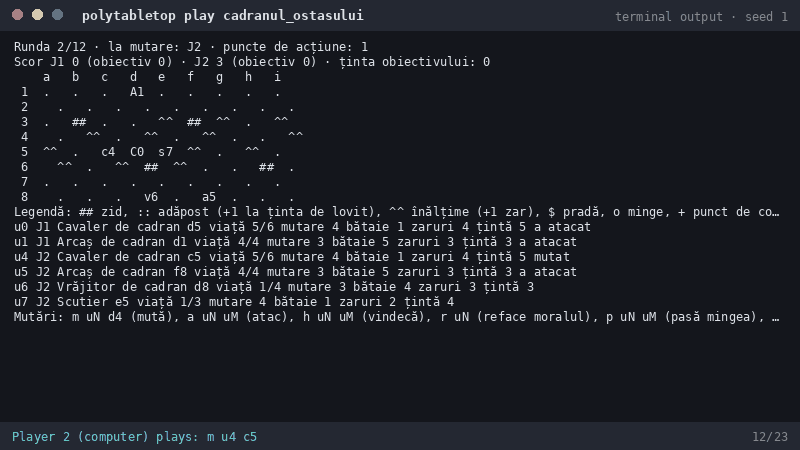 polytabletop play cadranul_ostasului
terminal output · seed 1
Runda 2/12 · la mutare: J2 · puncte de acțiune: 1
Scor J1 0 (obiectiv 0) · J2 3 (obiectiv 0) · ținta obiectivului: 0
a b c d e f g h i
1 . . . A1 . . . . .
2 . . . . . . . . .
3 . ## . . ^^ ## ^^ . ^^
4 . ^^ . ^^ . ^^ . . ^^
5 ^^ . c4 C0 s7 ^^ . ^^ .
6 ^^ . ^^ ## ^^ . . ## .
7 . . . . . . . . .
8 . . . v6 . a5 . . .
Legendă: ## zid, :: adăpost (+1 la ținta de lovit), ^^ înălțime (+1 zar), $ pradă, o minge, + punct de co…
u0 J1 Cavaler de cadran d5 viață 5/6 mutare 4 bătaie 1 zaruri 4 țintă 5 a atacat
u1 J1 Arcaș de cadran d1 viață 4/4 mutare 3 bătaie 5 zaruri 3 țintă 3 a atacat
u4 J2 Cavaler de cadran c5 viață 5/6 mutare 4 bătaie 1 zaruri 4 țintă 5 mutat
u5 J2 Arcaș de cadran f8 viață 4/4 mutare 3 bătaie 5 zaruri 3 țintă 3 a atacat
u6 J2 Vrăjitor de cadran d8 viață 1/4 mutare 3 bătaie 4 zaruri 3 țintă 3
u7 J2 Scutier e5 viață 1/3 mutare 4 bătaie 1 zaruri 2 țintă 4
Mutări: m uN d4 (mută), a uN uM (atac), h uN uM (vindecă), r uN (reface moralul), p uN uM (pasă mingea), …
Player 2 (computer) plays: m u4 c5
12/23